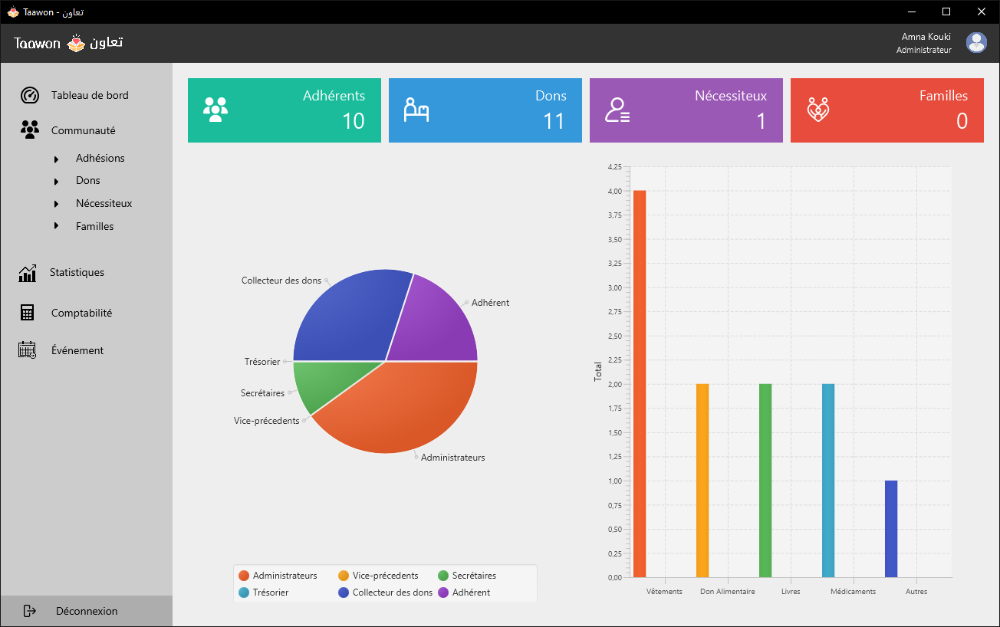 Taawon - تعاون
Taawon تعاون
Amna Kouki
Administrateur
Tableau de bord
Communauté
Adhésions
Dons
Nécessiteux
Familles
Statistiques
Comptabilité
Événement
Déconnexion
Adhérents
10
Dons
11
Nécessiteux
1
Familles
0
Collecteur des dons
Adhérent
Trésorier
Secrétaires
Vice-précedents
Administrateurs
Administrateurs Vice-précedents Secrétaires
Trésorier Collecteur des dons Adhérent
Total
4,25
4,00
3,75
3,50
3,25
3,00
2,75
2,50
2,25
2,00
1,75
1,50
1,25
1,00
0,75
0,50
0,25
0,00
Vêtements Don Alimentaire Livres Médicaments Autres